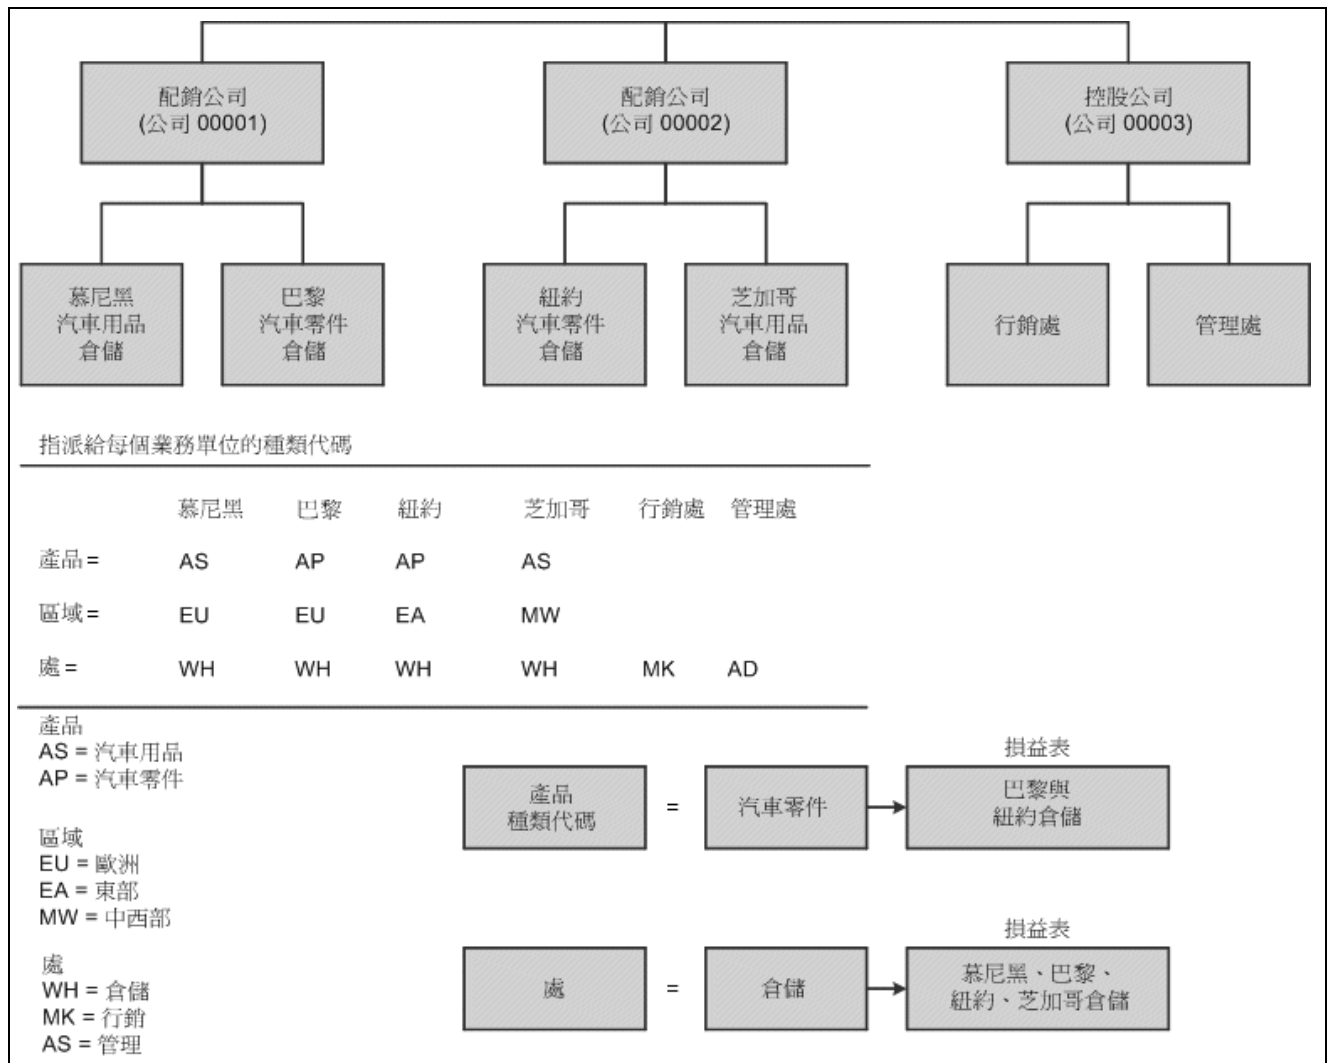 配銷公司
(公司 00001)
配銷公司
(公司 00002)
控股公司
(公司 00003)
慕尼黑
汽車用品
倉儲
巴黎
汽車零件
倉儲
紐約
汽車零件
倉儲
芝加哥
汽車用品
倉儲
行銷處
管理處
指派給每個業務單位的種類代碼
慕尼黑 巴黎 紐約 芝加哥 行銷處 管理處
產品 = AS AP AP AS
區域 = EU EU EA MW
處 = WH WH WH WH MK AD
產品
AS = 汽車用品
AP = 汽車零件
區域
EU = 歐洲
EA = 東部
MW = 中西部
處
WH = 倉儲
MK = 行銷
AS = 管理
損益表
產品
種類代碼
=
汽車零件
巴黎與
紐約倉儲
損益表
處
=
倉儲
慕尼黑、巴黎、
紐約、芝加哥倉儲